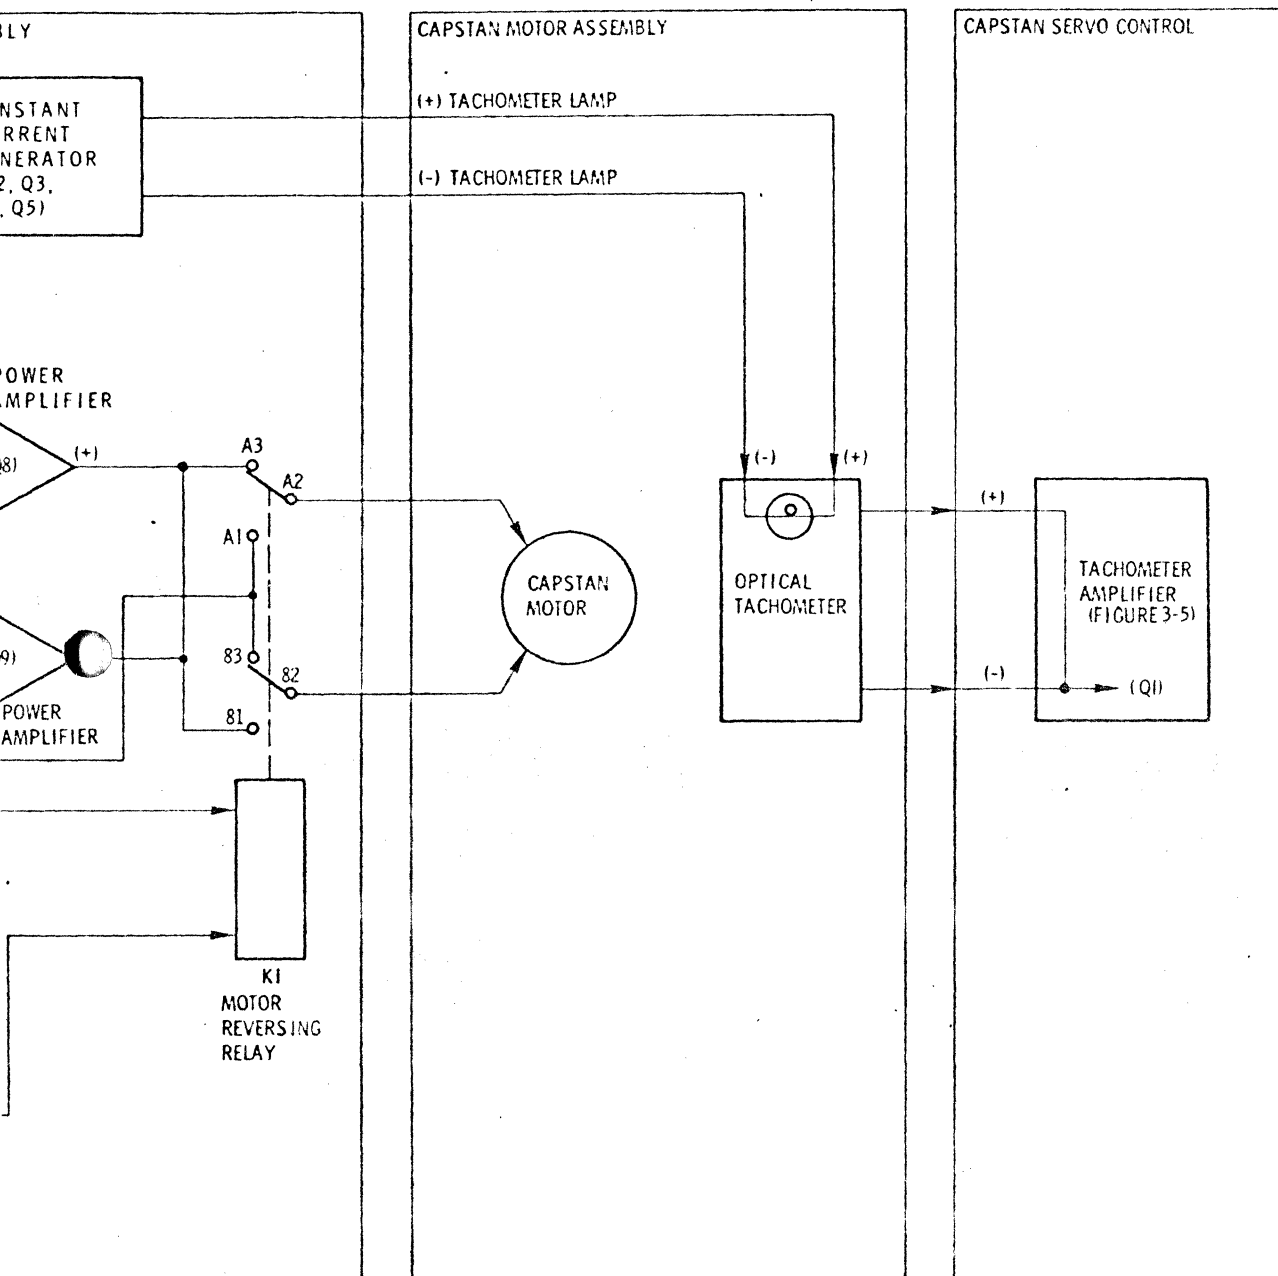 BLY
CAPSTAN MOTOR ASSEMBLY
CAPSTAN SERVO CONTROL
NSTANT
RRENT
NERATOR
2, Q3,
, Q5)
(+) TACHOMETER LAMP
(-) TACHOMETER LAMP
POWER
AMPLIFIER
(+)
8)
A3
A2
A1
83
82
81
9)
POWER
AMPLIFIER
CAPSTAN
MOTOR
(-)
(+)
OPTICAL
TACHOMETER
(+)
(-)
TACHOMETER
AMPLIFIER
(FIGURE 3-5)
(Q1)
K1
MOTOR
REVERSING
RELAY